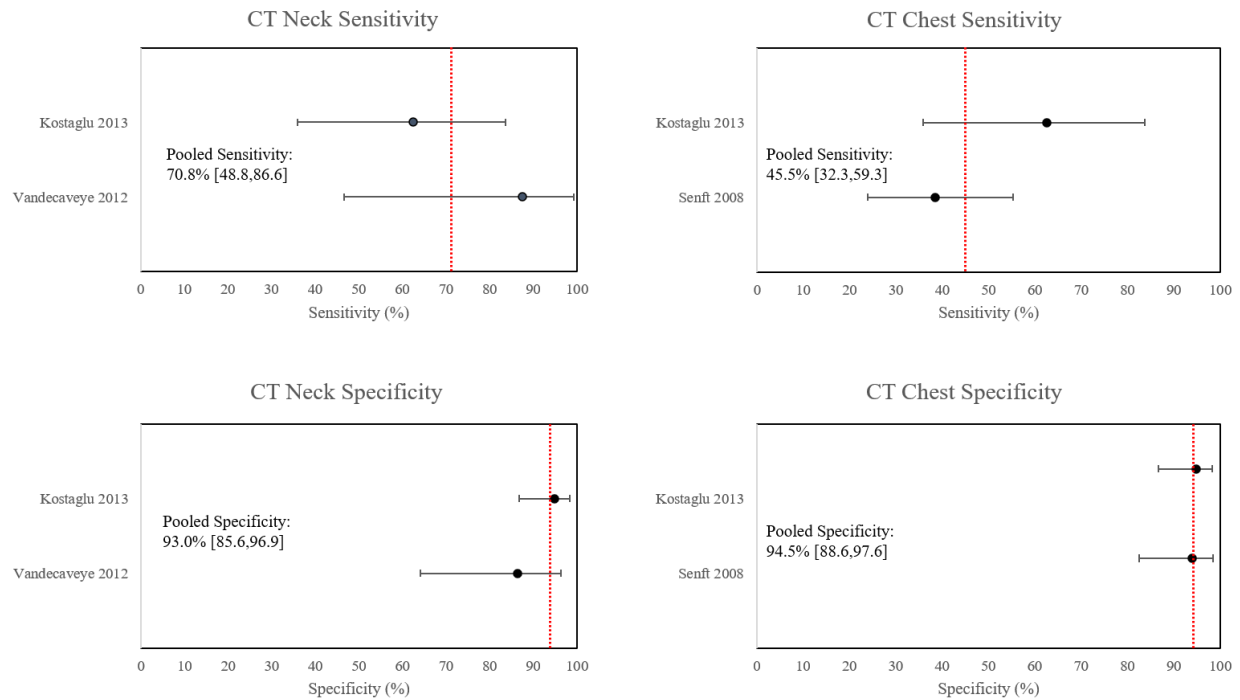 CT Neck Sensitivity
Kostaglu 2013
Pooled Sensitivity:
70.8% [48.8,86.6]
Vandecaveye 2012
0 10 20 30 40 50 60 70 80 90 100
Sensitivity (%)
CT Chest Sensitivity
Kostaglu 2013
Pooled Sensitivity:
45.5% [32.3,59.3]
Senft 2008
0 10 20 30 40 50 60 70 80 90 100
Sensitivity (%)
CT Neck Specificity
Kostaglu 2013
Pooled Specificity:
93.0% [85.6,96.9]
Vandecaveye 2012
0 10 20 30 40 50 60 70 80 90 100
Specificity (%)
CT Chest Specificity
Kostaglu 2013
Pooled Specificity:
94.5% [88.6,97.6]
Senft 2008
0 10 20 30 40 50 60 70 80 90 100
Specificity (%)